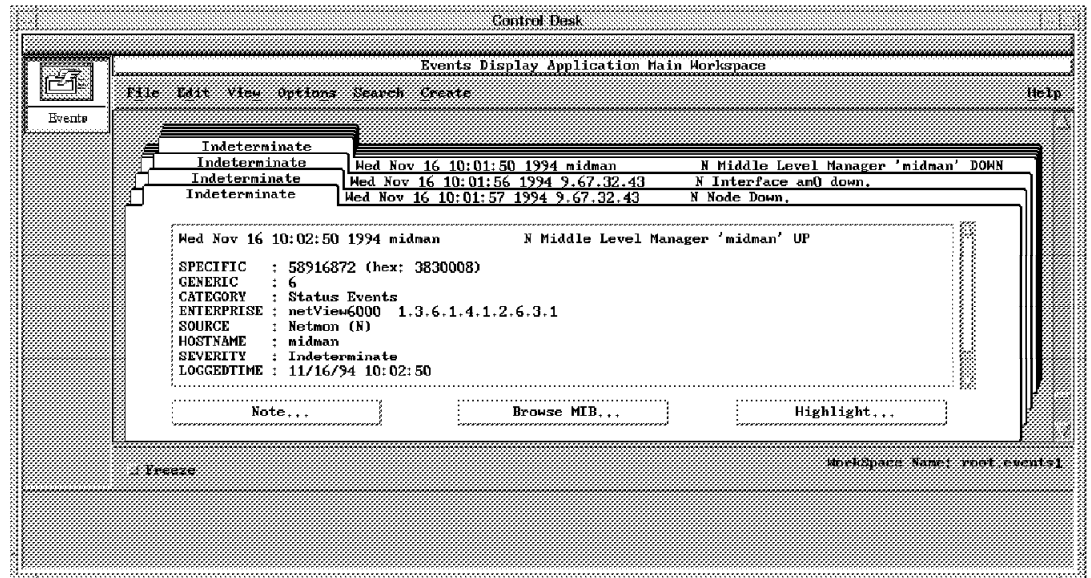 Control Desk
Events Display Application Main Workspace
File Edit View Options Search Create Help
Events
Indeterminate
Indeterminate Wed Nov 16 10:01:50 1994 midman N Middle Level Manager 'midman' DOWN
Indeterminate Wed Nov 16 10:01:56 1994 9.67.32.43 N Interface am0 down.
Indeterminate Wed Nov 16 10:01:57 1994 9.67.32.43 N Node Down.
Wed Nov 16 10:02:50 1994 midman N Middle Level Manager 'midman' UP
SPECIFIC : 58916872 (hex: 3830008)
GENERIC : 6
CATEGORY : Status Events
ENTERPRISE : netView6000 1.3.6.1.4.1.2.6.3.1
SOURCE : Netmon (N)
HOSTNAME : midman
SEVERITY : Indeterminate
LOGGEDTIME : 11/16/94 10:02:50
Note... Browse MIB... Highlight...
Freeze WorkSpace Name: root.events1